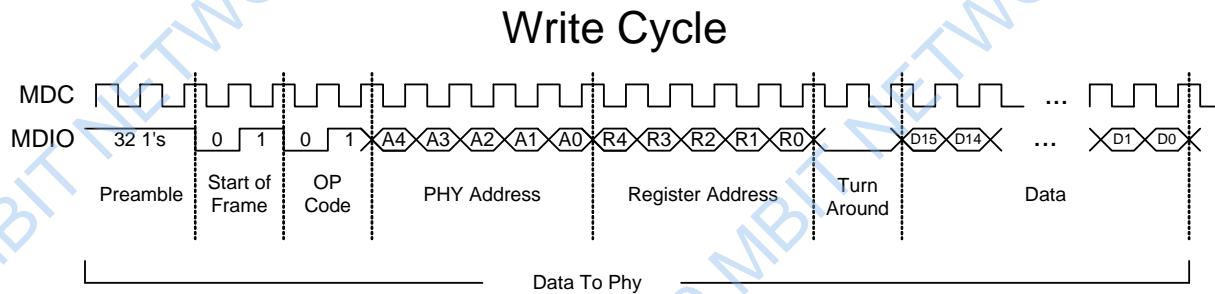 Write Cycle
MDC ...
MDIO 32 1's 0 1 0 1 A4 A3 A2 A1 A0 R4 R3 R2 R1 R0 D15 D14 ... D1 D0
Preamble Start of Frame OP Code PHY Address Register Address Turn Around Data
Data To Phy